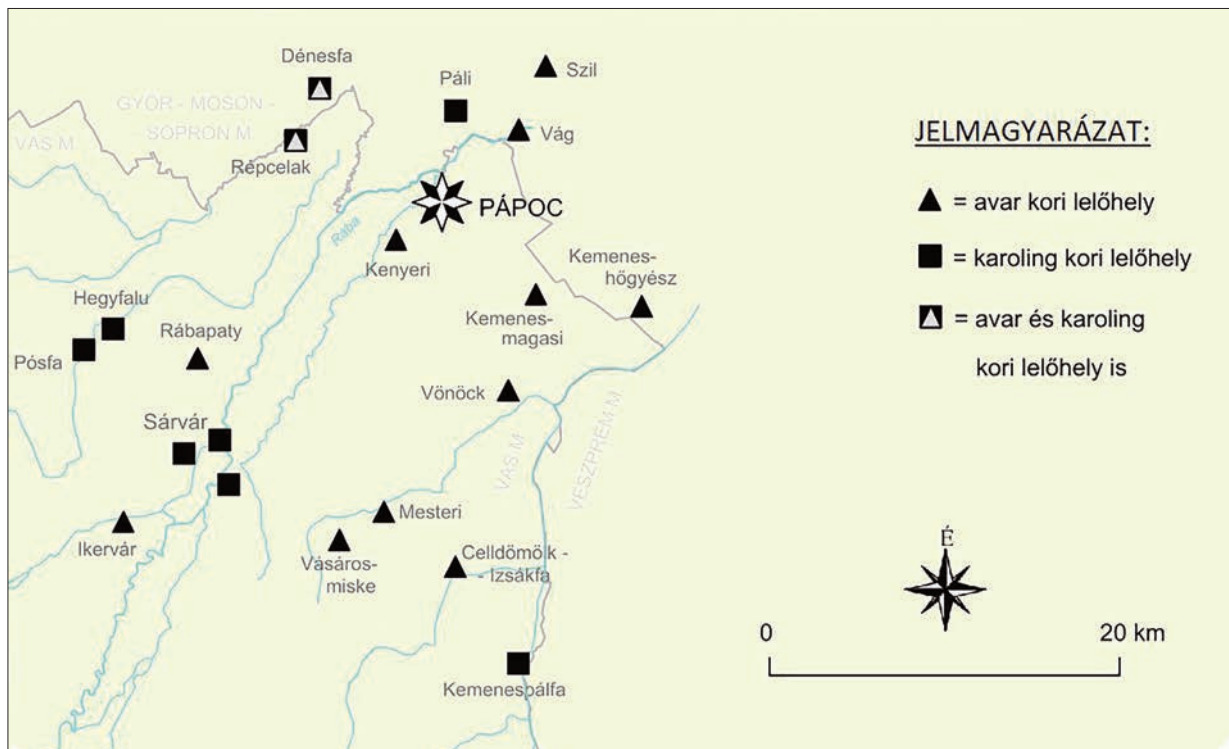 Dénesfa
Páli
Szil
GYŐR - MOSON -
SOPRON M.
VAS M.
Vág
Répcelak
PÁPOC
Rába
Kenyeri
Kemenes-
hőgyész
Kemenes-
magasi
Hegyfalu
Rábapaty
Pósfa
Vönöck
Sárvár
VAS M.
VESZPRÉM M.
Mesteri
Ikervár
Vásáros-
miske
Celldömölk -
- Izsákfa
Kemenespálfa
JELMAGYARÁZAT:
= avar kori lelőhely
= karoling kori lelőhely
= avar és karoling
kori lelőhely is
É
0 20 km